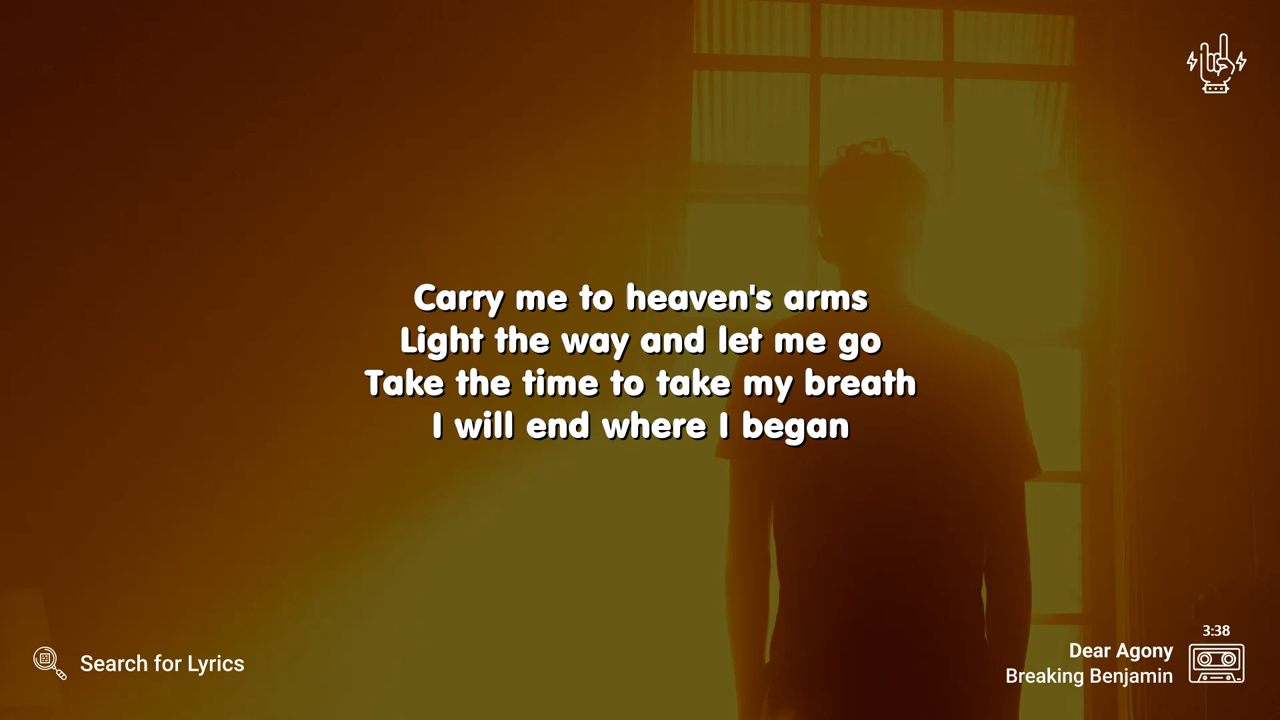 Carry me to heaven's arms
Light the way and let me go
Take the time to take my breath
I will end where I began
Search for Lyrics
3:38
Dear Agony
Breaking Benjamin